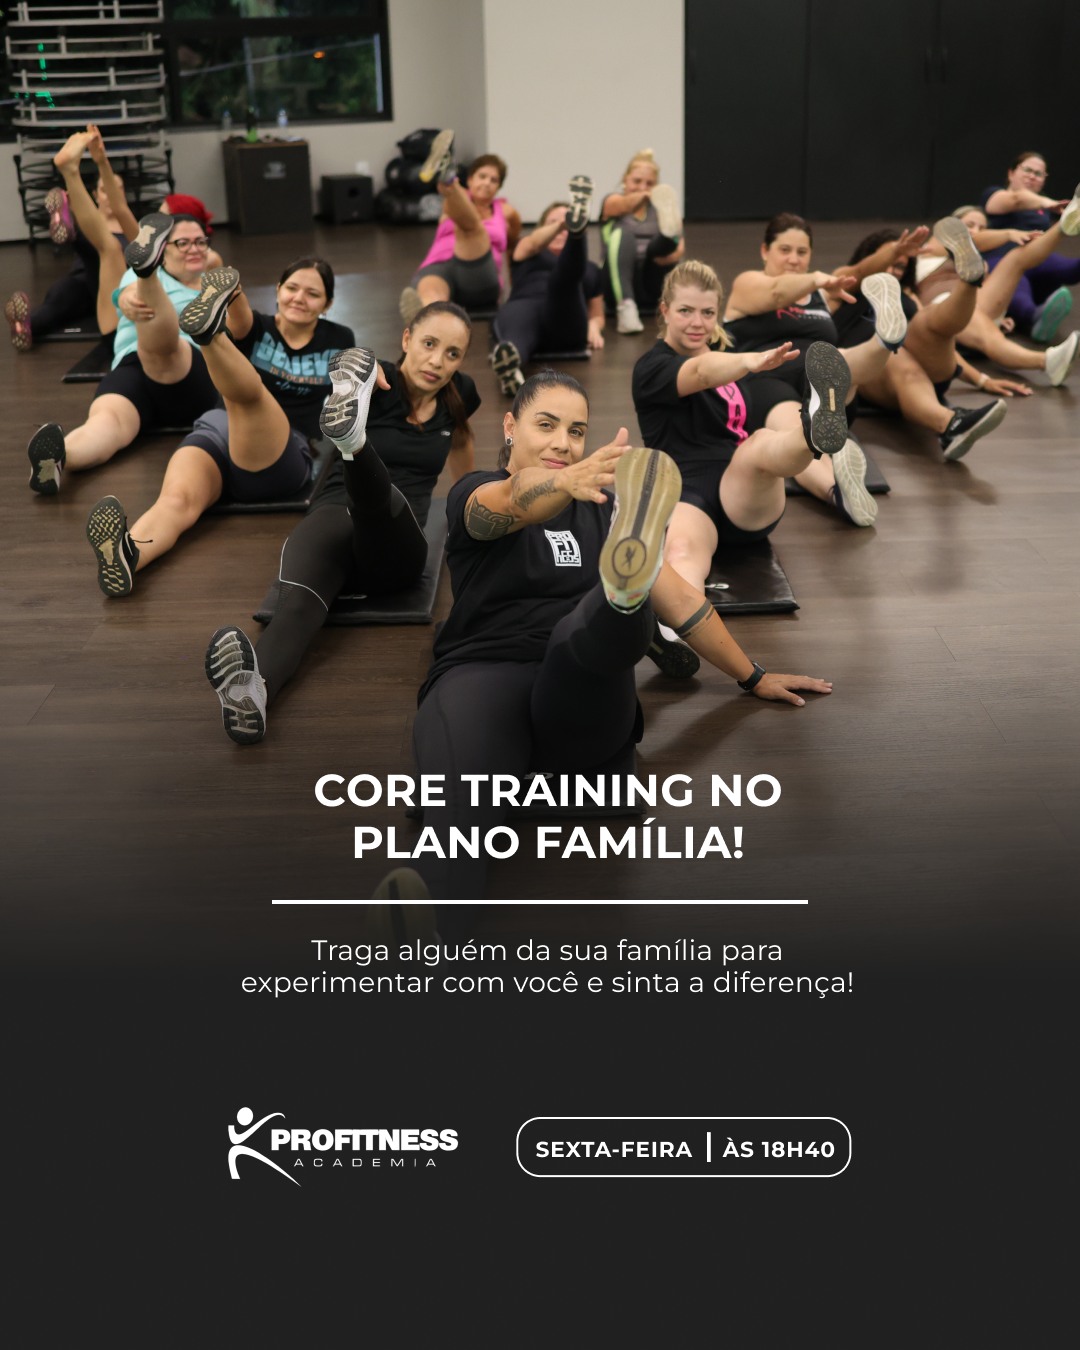 BELIEVE
CORE TRAINING NO
PLANO FAMÍLIA!
Traga alguém da sua família para
experimentar com você e sinta a diferença!
PROFITNESS
ACADEMIA
SEXTA-FEIRA | ÀS 18H40